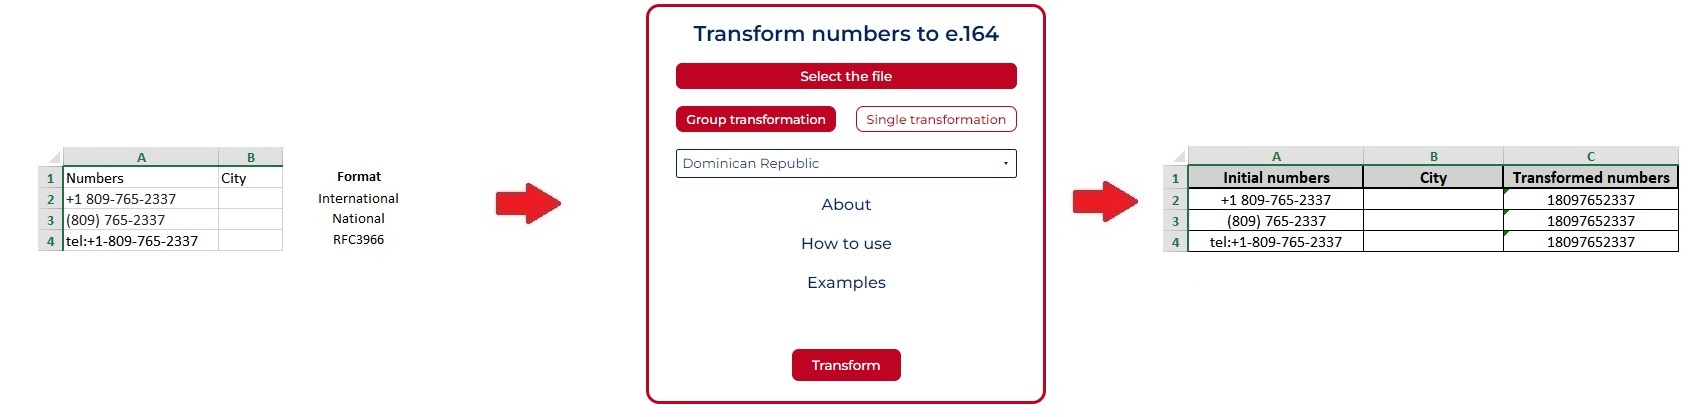 A B
1 Numbers City
2 +1 809-765-2337
3 (809) 765-2337
4 tel:+1-809-765-2337
Format
International
National
RFC3966
Transform numbers to e.164
Select the file
Group transformation Single transformation
Dominican Republic
About
How to use
Examples
Transform
A B C
1 Initial numbers City Transformed numbers
2 +1 809-765-2337 18097652337
3 (809) 765-2337 18097652337
4 tel:+1-809-765-2337 18097652337